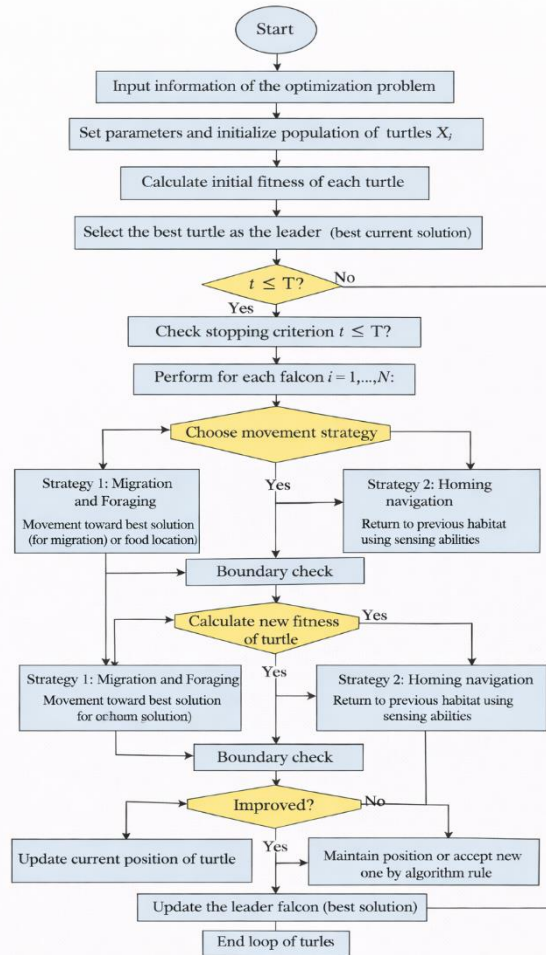 Start
Input information of the optimization problem
Set parameters and initialize population of turtles Xᵢ
Calculate initial fitness of each turtle
Select the best turtle as the leader (best current solution)
t ≤ T?
No
Yes
Check stopping criterion t ≤ T?
Perform for each falcon i = 1,...,N:
Choose movement strategy
Strategy 1: Migration
and Foraging
Movement toward best solution
(for migration) or food location)
Yes
Strategy 2: Homing
navigation
Return to previous habitat
using sensing abilities
Boundary check
Calculate new fitness
of turtle
Yes
Strategy 1: Migration and Foraging
Movement toward best solution
for solution)
Yes
Strategy 2: Homing navigation
Return to previous habitat using
sensing abilties
Boundary check
Improved?
No
Update current position of turtle
Yes
Maintain position or accept new
one by algorithm rule
Update the leader falcon (best solution)
End loop of turles